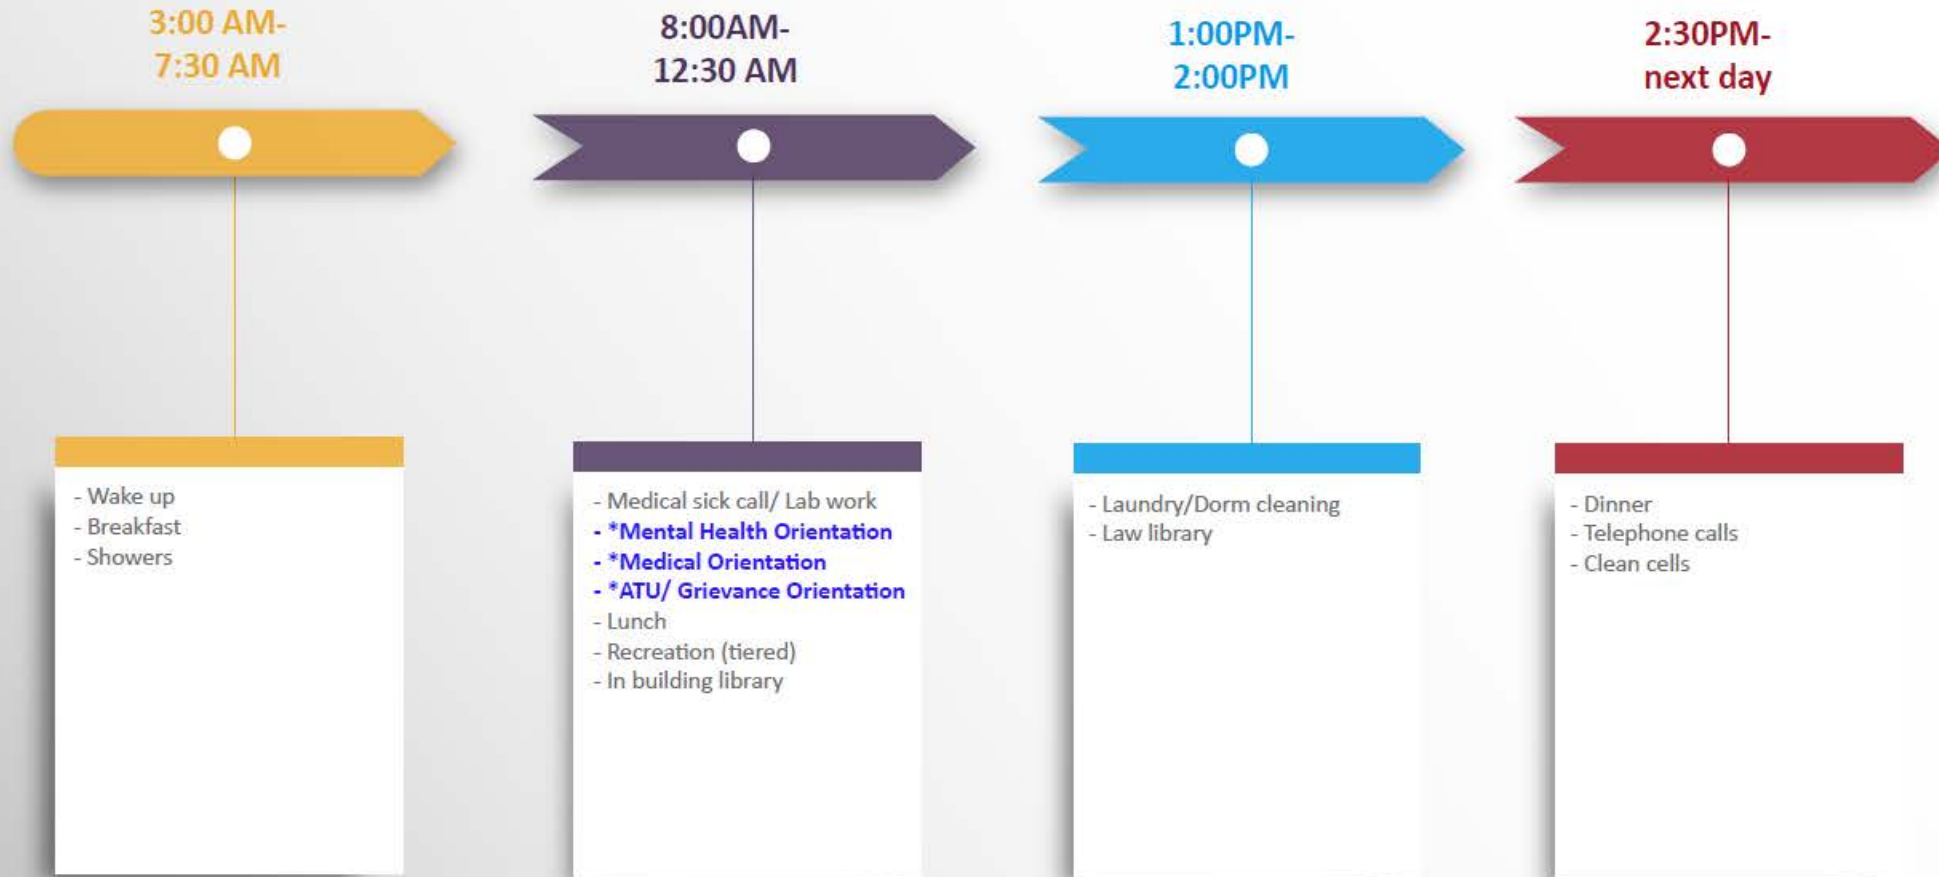 3:00 AM-
7:30 AM
8:00AM-
12:30 AM
1:00PM-
2:00PM
2:30PM-
next day
- Wake up
- Breakfast
- Showers
- Medical sick call/ Lab work
- *Mental Health Orientation
- *Medical Orientation
- *ATU/ Grievance Orientation
- Lunch
- Recreation (tiered)
- In building library
- Laundry/Dorm cleaning
- Law library
- Dinner
- Telephone calls
- Clean cells